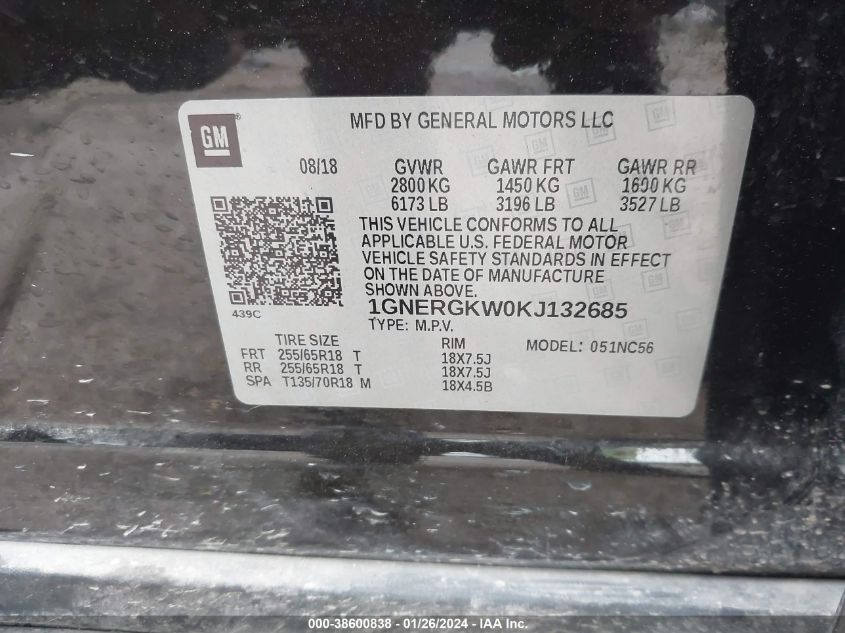 GM®
MFD BY GENERAL MOTORS LLC
08/18 GVWR GAWR FRT GAWR RR
2800 KG 1450 KG 1600 KG
6173 LB 3196 LB 3527 LB
THIS VEHICLE CONFORMS TO ALL
APPLICABLE U.S. FEDERAL MOTOR
VEHICLE SAFETY STANDARDS IN EFFECT
ON THE DATE OF MANUFACTURE
SHOWN ABOVE.
439C
1GNERGKW0KJ132685
TYPE: M.P.V.
TIRE SIZE RIM MODEL: 051NC56
FRT 255/65R18 T 18X7.5J
RR 255/65R18 T 18X7.5J
SPA T135/70R18 M 18X4.5B
000-38600838 - 01/26/2024 - IAA Inc.